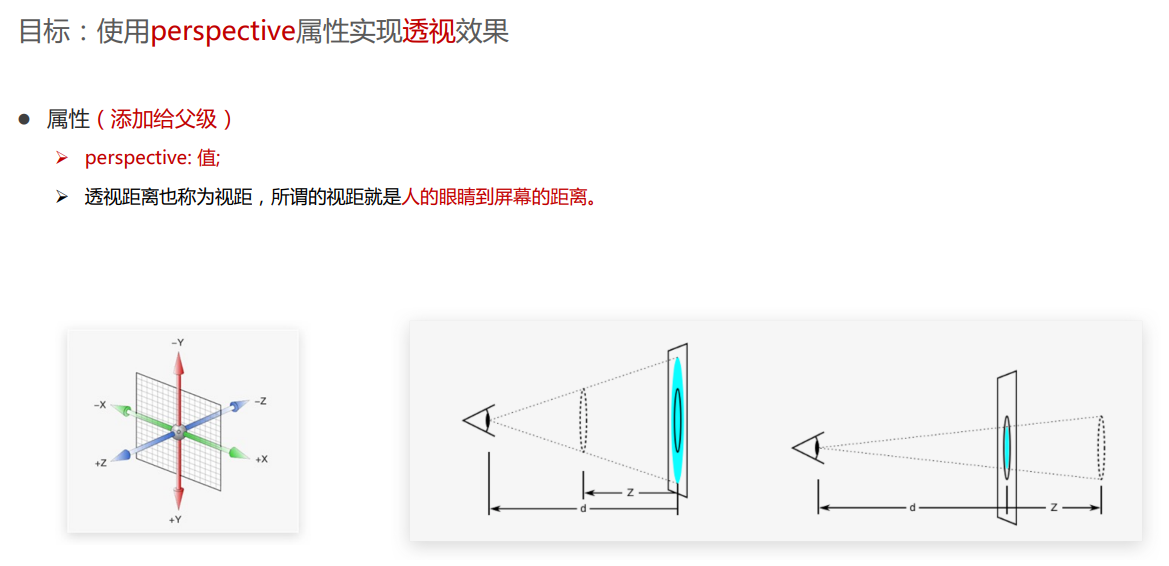 目标：使用perspective属性实现透视效果
属性（添加给父级）
perspective: 值;
透视距离也称为视距，所谓的视距就是人的眼睛到屏幕的距离。
-Y
-X
-Z
+Z
+X
+Y
Z
d
d
Z